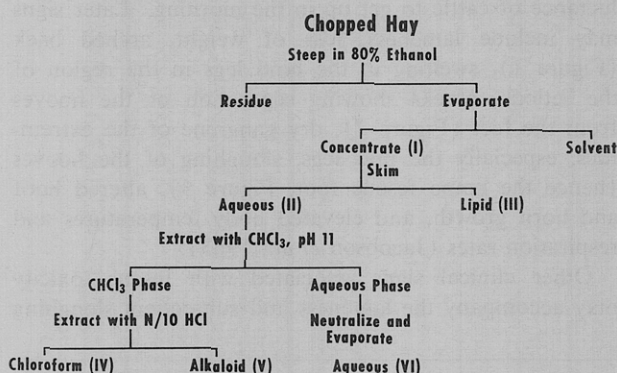 Chopped Hay
Steep in 80% Ethanol
Residue Evaporate
Concentrate (I) Solvent
Skim
Aqueous (II) Lipid (III)
Extract with CHCl₃, pH 11
CHCl₃ Phase Aqueous Phase
Extract with N/10 HCl Neutralize and
Evaporate
Chloroform (IV) Alkaloid (V) Aqueous (VI)